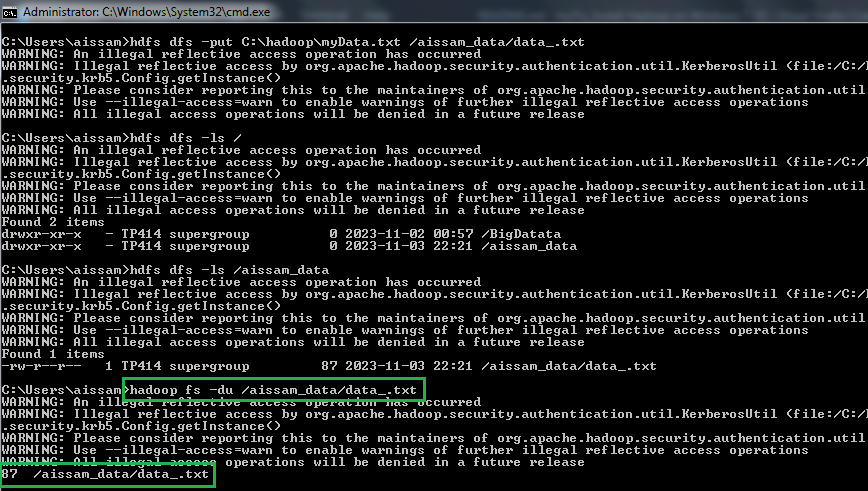 Administrator: C:\Windows\System32\cmd.exe
C:\Users\aissam>hdfs dfs -put C:\hadoop\myData.txt /aissam_data/data_.txt
WARNING: An illegal reflective access operation has occurred
WARNING: Illegal reflective access by org.apache.hadoop.security.authentication.util.KerberosUtil (file:/C:/
.security.krb5.Config.getInstance()
WARNING: Please consider reporting this to the maintainers of org.apache.hadoop.security.authentication.util
WARNING: Use --illegal-access=warn to enable warnings of further illegal reflective access operations
WARNING: All illegal access operations will be denied in a future release
C:\Users\aissam>hdfs dfs -ls /
WARNING: An illegal reflective access operation has occurred
WARNING: Illegal reflective access by org.apache.hadoop.security.authentication.util.KerberosUtil (file:/C:/
.security.krb5.Config.getInstance()
WARNING: Please consider reporting this to the maintainers of org.apache.hadoop.security.authentication.util
WARNING: Use --illegal-access=warn to enable warnings of further illegal reflective access operations
WARNING: All illegal access operations will be denied in a future release
Found 2 items
drwxr-xr-x   - TP414 supergroup          0 2023-11-02 00:57 /BigDatata
drwxr-xr-x   - TP414 supergroup          0 2023-11-03 22:21 /aissam_data
C:\Users\aissam>hdfs dfs -ls /aissam_data
WARNING: An illegal reflective access operation has occurred
WARNING: Illegal reflective access by org.apache.hadoop.security.authentication.util.KerberosUtil (file:/C:/
.security.krb5.Config.getInstance()
WARNING: Please consider reporting this to the maintainers of org.apache.hadoop.security.authentication.util
WARNING: Use --illegal-access=warn to enable warnings of further illegal reflective access operations
WARNING: All illegal access operations will be denied in a future release
Found 1 items
-rw-r--r--   1 TP414 supergroup         87 2023-11-03 22:21 /aissam_data/data_.txt
C:\Users\aissam>hadoop fs -du /aissam_data/data_.txt
WARNING: An illegal reflective access operation has occurred
WARNING: Illegal reflective access by org.apache.hadoop.security.authentication.util.KerberosUtil (file:/C:/
.security.krb5.Config.getInstance()
WARNING: Please consider reporting this to the maintainers of org.apache.hadoop.security.authentication.util
WARNING: Use --illegal-access=warn to enable warnings of further illegal reflective access operations
WARNING: All illegal access operations will be denied in a future release
87  /aissam_data/data_.txt